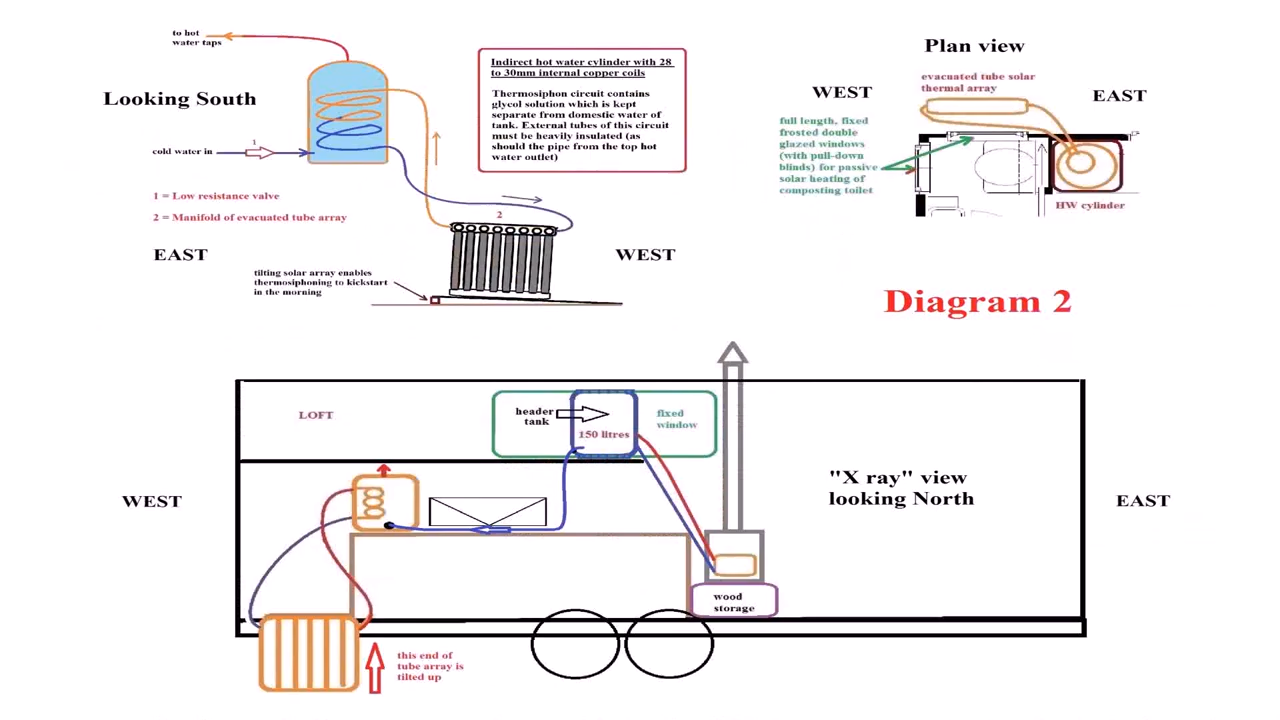 to hot
water taps
Looking South
cold water in
1
1 = Low resistance valve
2 = Manifold of evacuated tube array
EAST
WEST
2
tilting solar array enables
thermosiphoning to kickstart
in the morning
Indirect hot water cylinder with 28
to 30mm internal copper coils
Thermosiphon circuit contains
glycol solution which is kept
separate from domestic water of
tank. External tubes of this circuit
must be heavily insulated (as
should the pipe from the top hot
water outlet)
Plan view
evacuated tube solar
thermal array
WEST
EAST
full length, fixed
frosted double
glazed windows
(with pull-down
blinds) for passive
solar heating of
composting toilet
HW cylinder
Diagram 2
LOFT
header
tank
150 litres
fixed
window
"X ray" view
looking North
WEST
EAST
wood
storage
this end of
tube array is
tilted up